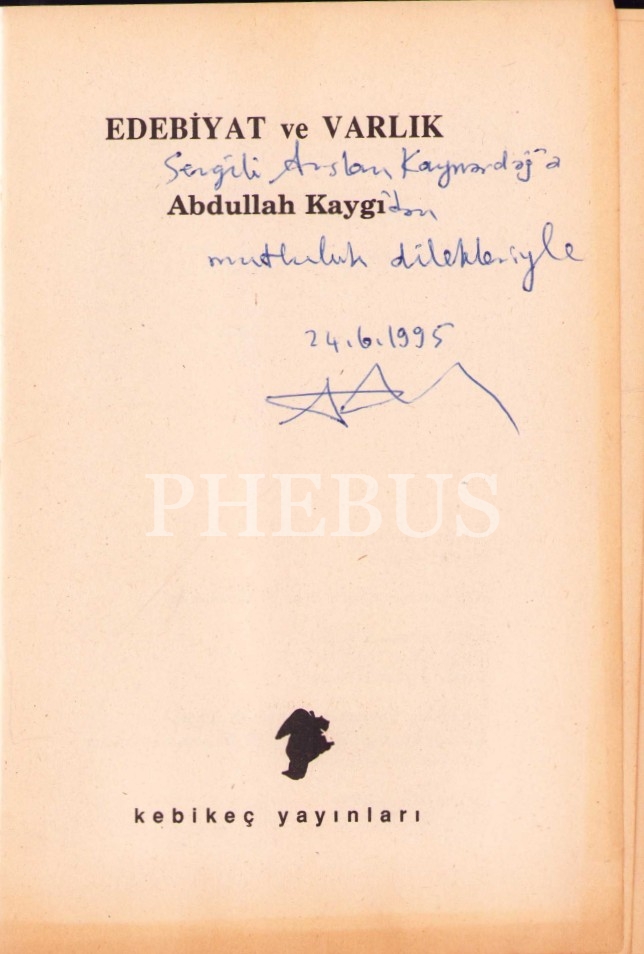 EDEBİYAT ve VARLIK
Sevgili Arslan Kaynardağ'a
Abdullah Kaygı'dan
mutluluk dilekleriyle
24.6.1995
PHEBUS
kebikeç yayınları